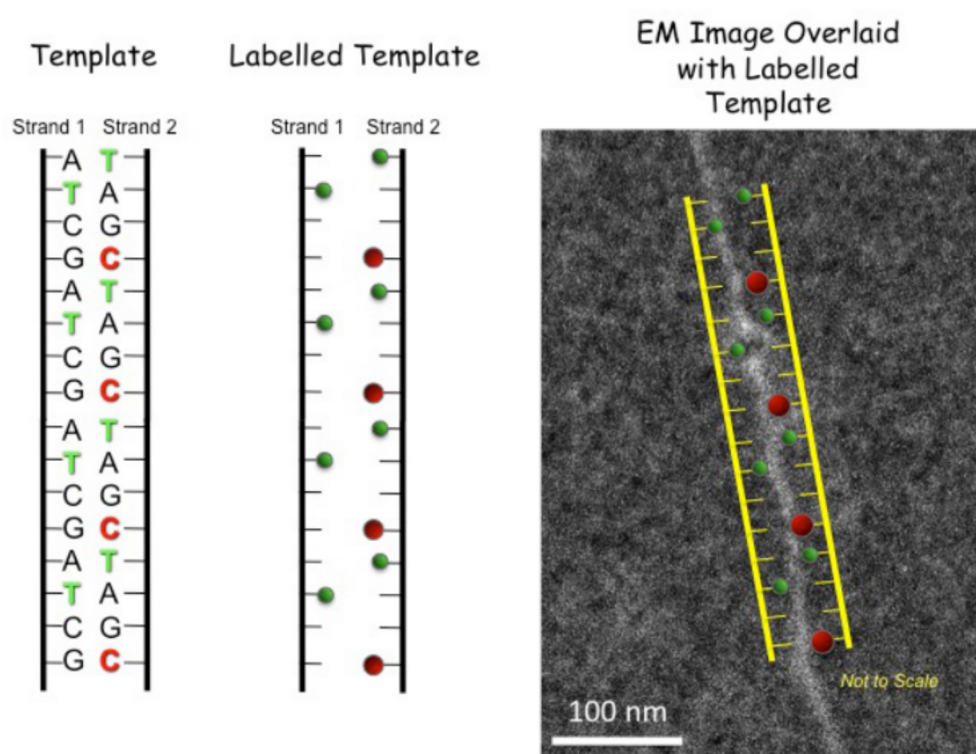 Template
Strand 1 Strand 2
A T
T A
C G
G C
A T
T A
C G
G C
A T
T A
C G
G C
A T
T A
C G
G C
Labelled Template
Strand 1 Strand 2
EM Image Overlaid
with Labelled
Template
Not to Scale
100 nm